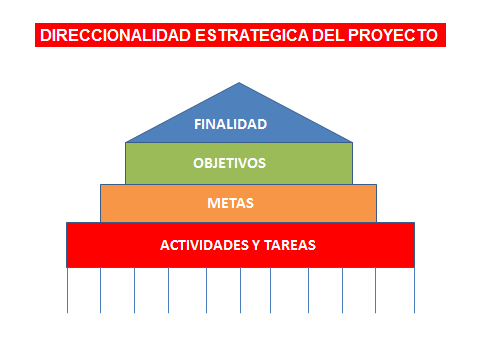 DIRECCIONALIDAD ESTRATEGICA DEL PROYECTO
FINALIDAD
OBJETIVOS
METAS
ACTIVIDADES Y TAREAS